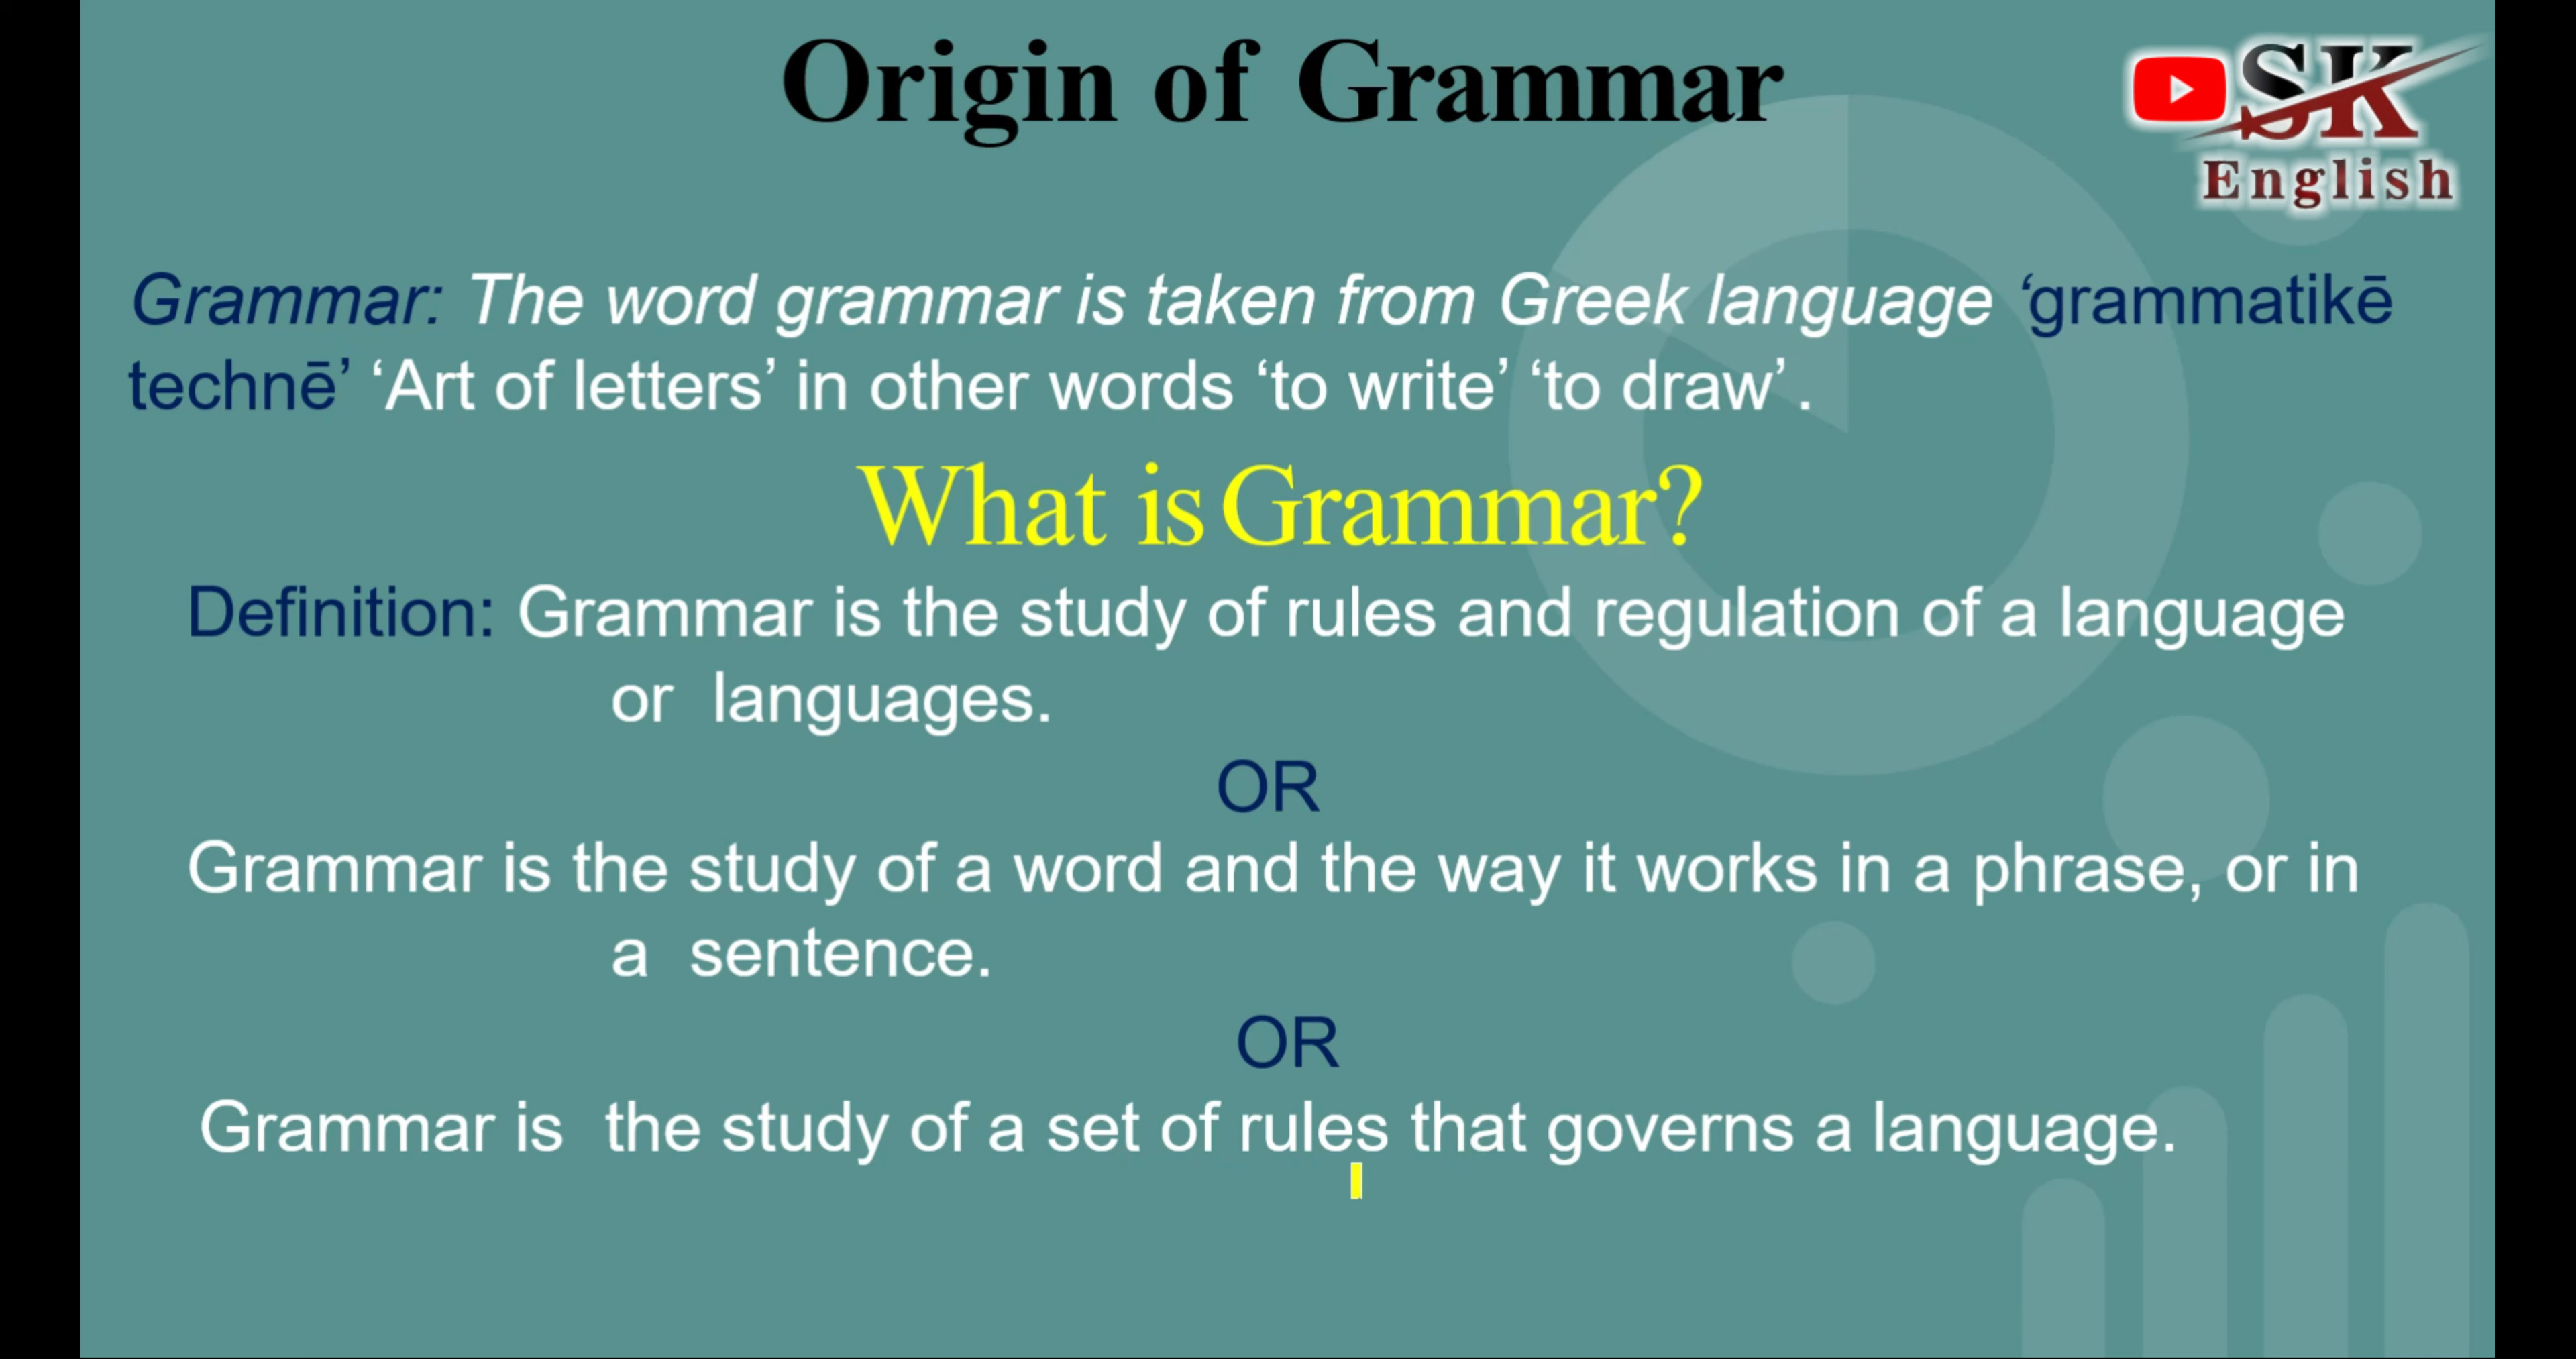 Origin of Grammar
SK
English
Grammar: The word grammar is taken from Greek language ‘grammatikē
technē’ ‘Art of letters’ in other words ‘to write’ ‘to draw’.
What is Grammar?
Definition: Grammar is the study of rules and regulation of a language
or languages.
OR
Grammar is the study of a word and the way it works in a phrase, or in
a sentence.
OR
Grammar is the study of a set of rules that governs a language.